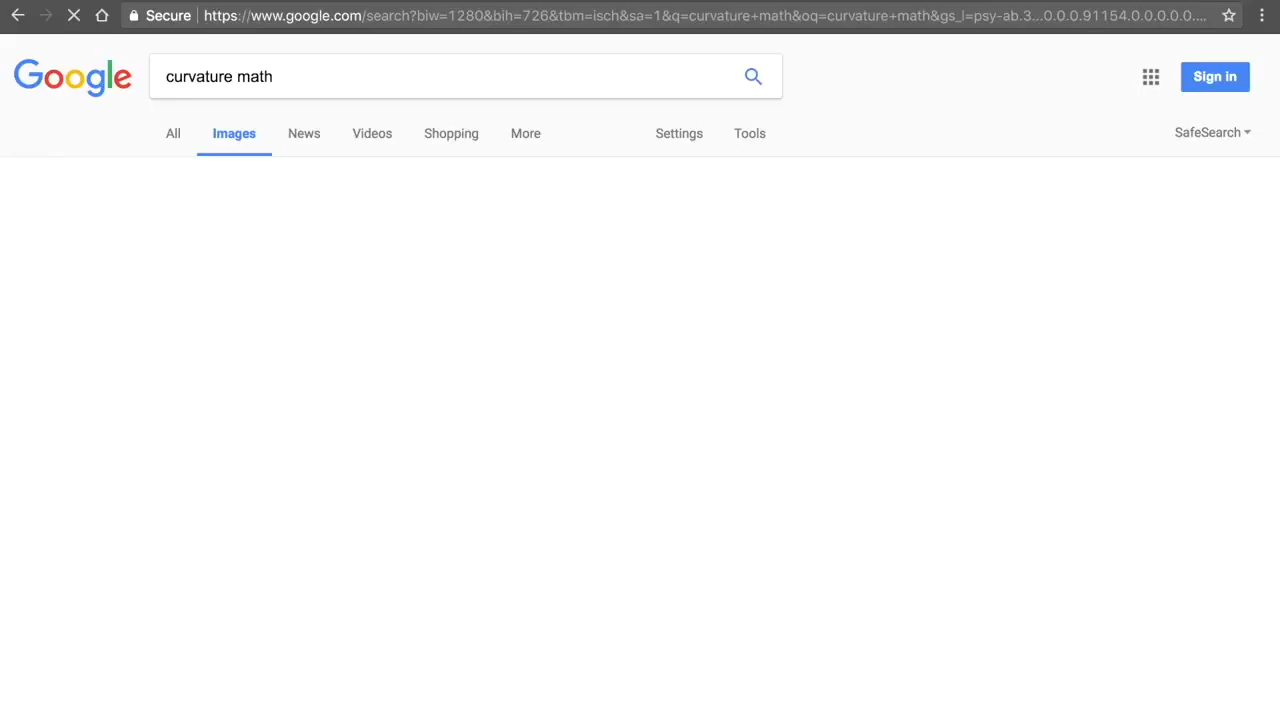 Secure https://www.google.com/search?biw=1280&bih=726&tbm=isch&sa=1&q=curvature+math&oq=curvature+math&gs_l=psy-ab.3...0.0.0.91154.0.0.0.0.0....
Google curvature math Sign in
All Images News Videos Shopping More Settings Tools SafeSearch